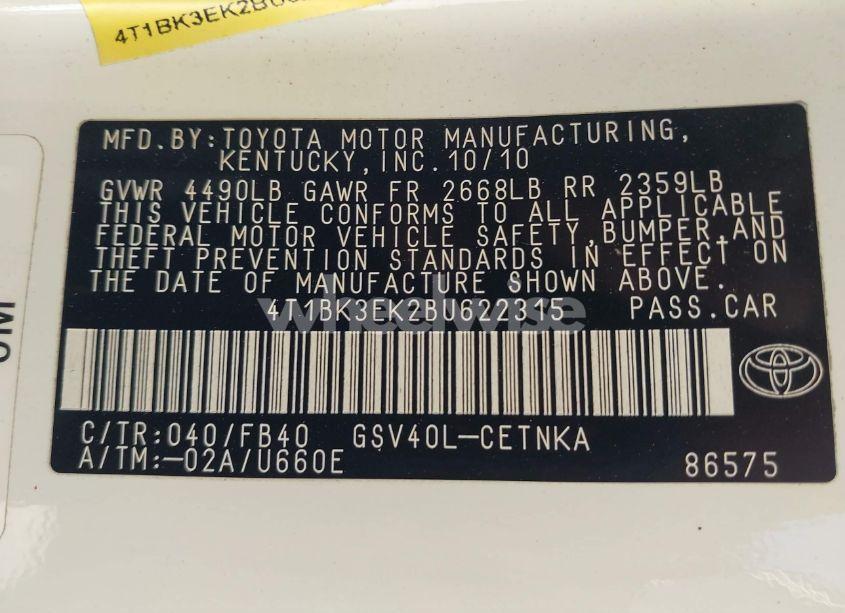 4T1BK3EK2BU6
MFD.BY:TOYOTA MOTOR MANUFACTURING,
KENTUCKY,INC.10/10
GVWR 4490LB GAWR FR 2668LB RR 2359LB
THIS VEHICLE CONFORMS TO ALL APPLICABLE
FEDERAL MOTOR VEHICLE SAFETY,BUMPER,AND
THEFT PREVENTION STANDARDS IN EFFECT ON
THE DATE OF MANUFACTURE SHOWN ABOVE.
4T1BK3EK2BU622315 PASS.CAR
wheelwise
C/TR:040/FB40 GSV40L-CETNKA
A/TM:-02A/U660E 86575